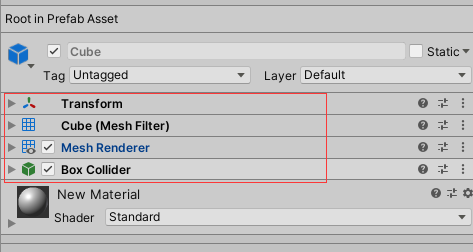 Root in Prefab Asset
Cube
Static
Tag Untagged Layer Default
Transform
Cube (Mesh Filter)
Mesh Renderer
Box Collider
New Material
Shader Standard